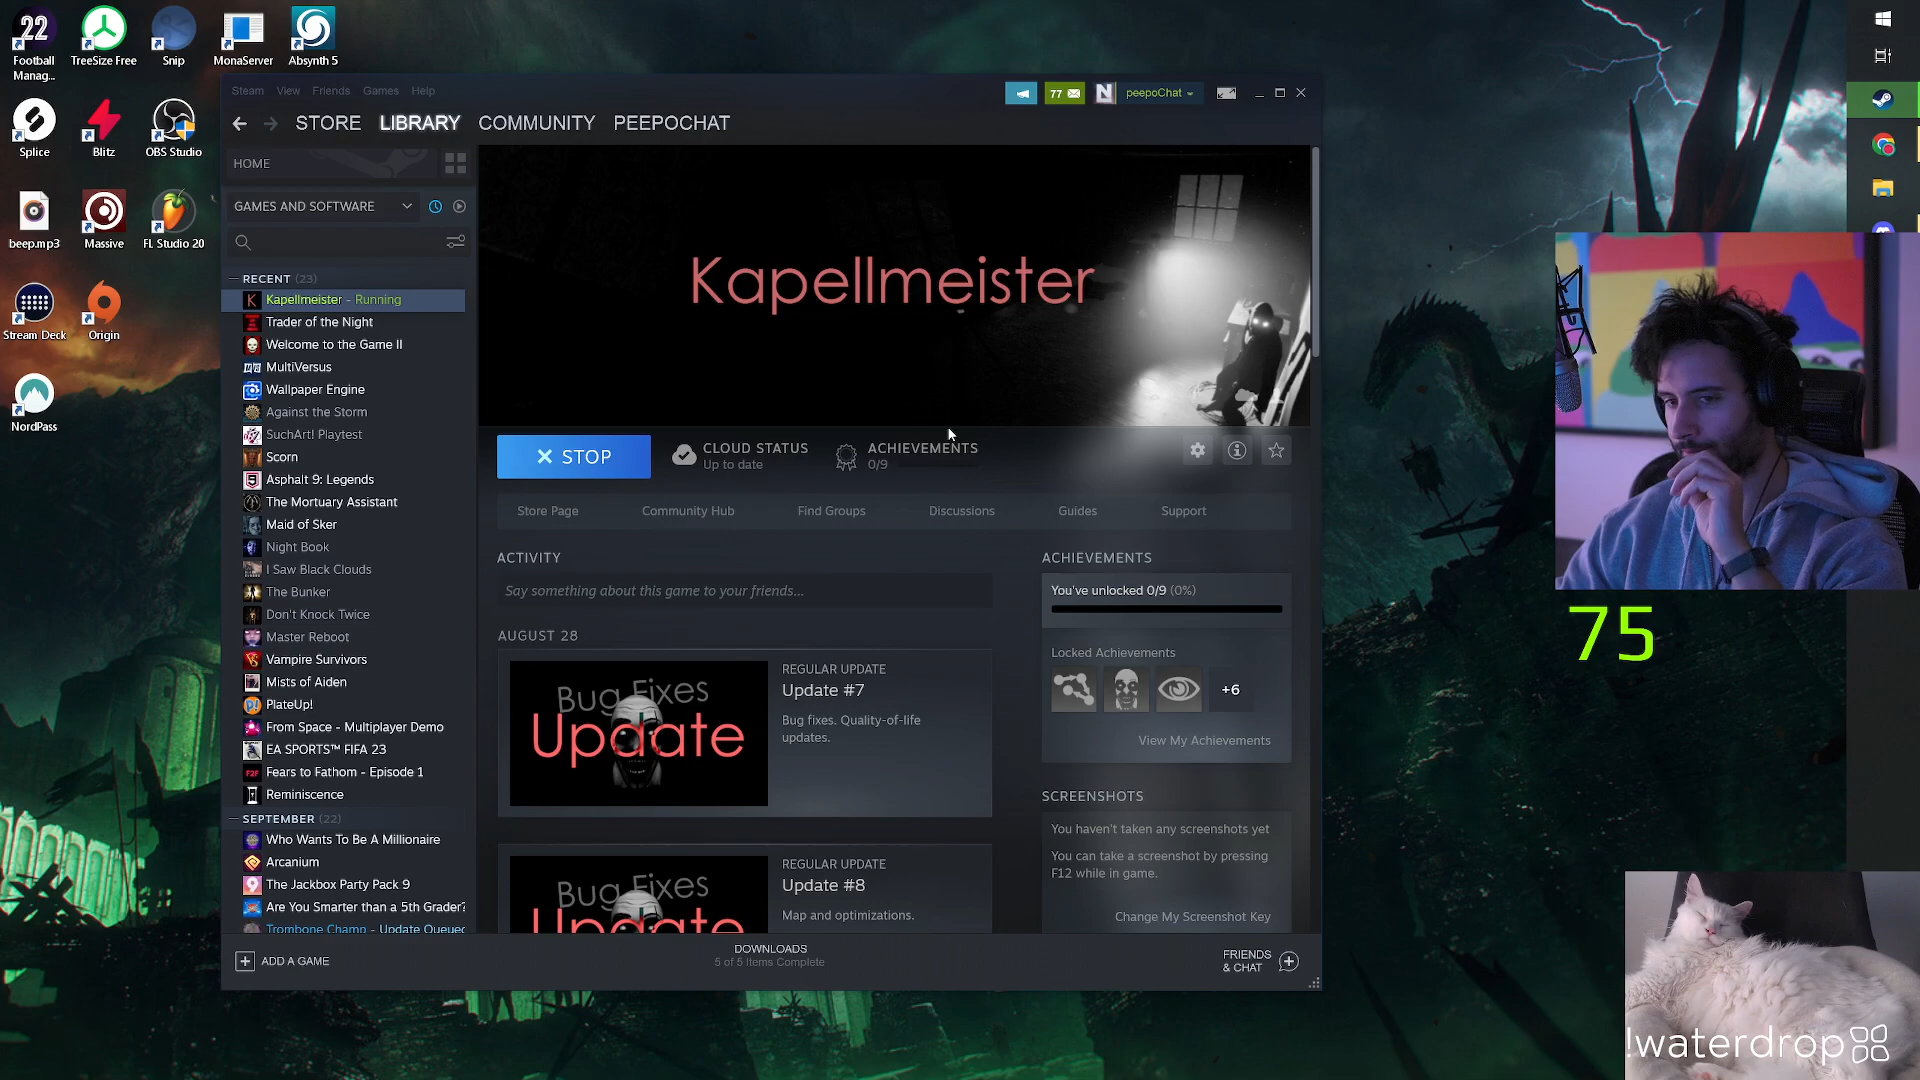 22
Football
Manag...
TreeSize Free
Snip
MonaServer
Absynth 5
Splice
Blitz
OBS Studio
beep.mp3
Massive
FL Studio 20
Stream Deck
Origin
NordPass
Steam View Friends Games Help
77
peepoChat
STORE LIBRARY COMMUNITY PEEPOCHAT
HOME
GAMES AND SOFTWARE
RECENT (23)
Kapellmeister - Running
Trader of the Night
Welcome to the Game II
MultiVersus
Wallpaper Engine
Against the Storm
SuchArt! Playtest
Scorn
Asphalt 9: Legends
The Mortuary Assistant
Maid of Sker
Night Book
I Saw Black Clouds
The Bunker
Don't Knock Twice
Master Reboot
Vampire Survivors
Mists of Aiden
PlateUp!
From Space - Multiplayer Demo
EA SPORTS™ FIFA 23
Fears to Fathom - Episode 1
Reminiscence
SEPTEMBER (22)
Who Wants To Be A Millionaire
Arcanium
The Jackbox Party Pack 9
Are You Smarter than a 5th Grader?
Trombone Champ - Update Queued
ADD A GAME
Kapellmeister
STOP
CLOUD STATUS
Up to date
ACHIEVEMENTS
0/9
Store Page Community Hub Find Groups Discussions Guides Support
ACTIVITY
Say something about this game to your friends...
AUGUST 28
Bug Fixes
Update
REGULAR UPDATE
Update #7
Bug fixes. Quality-of-life
updates.
Bug Fixes
Update
REGULAR UPDATE
Update #8
Map and optimizations.
ACHIEVEMENTS
You've unlocked 0/9 (0%)
Locked Achievements
+6
View My Achievements
SCREENSHOTS
You haven't taken any screenshots yet
You can take a screenshot by pressing
F12 while in game.
Change My Screenshot Key
DOWNLOADS
5 of 5 Items Complete
FRIENDS
& CHAT
75
!waterdrop